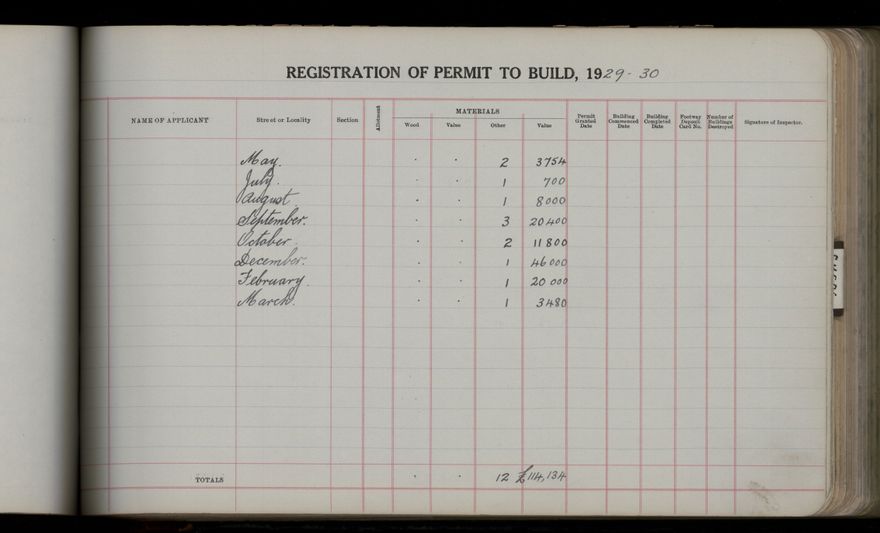 REGISTRATION OF PERMIT TO BUILD, 1929-30
NAME OF APPLICANT Street or Locality Section Allotment MATERIALS Permit Granted Date Building Commenced Date Building Completed Date Footway Deposit Card No. Number of Buildings Destroyed Signature of Inspector.
Wood Value Other Value
May. . . 2 3754
July. . . 1 700
August. . . 1 8000
September. . . 3 20400
October . . 2 11800
December. . . 1 46000
February. . . 1 20000
March. . . 1 3480
TOTALS . . 12 £114,134